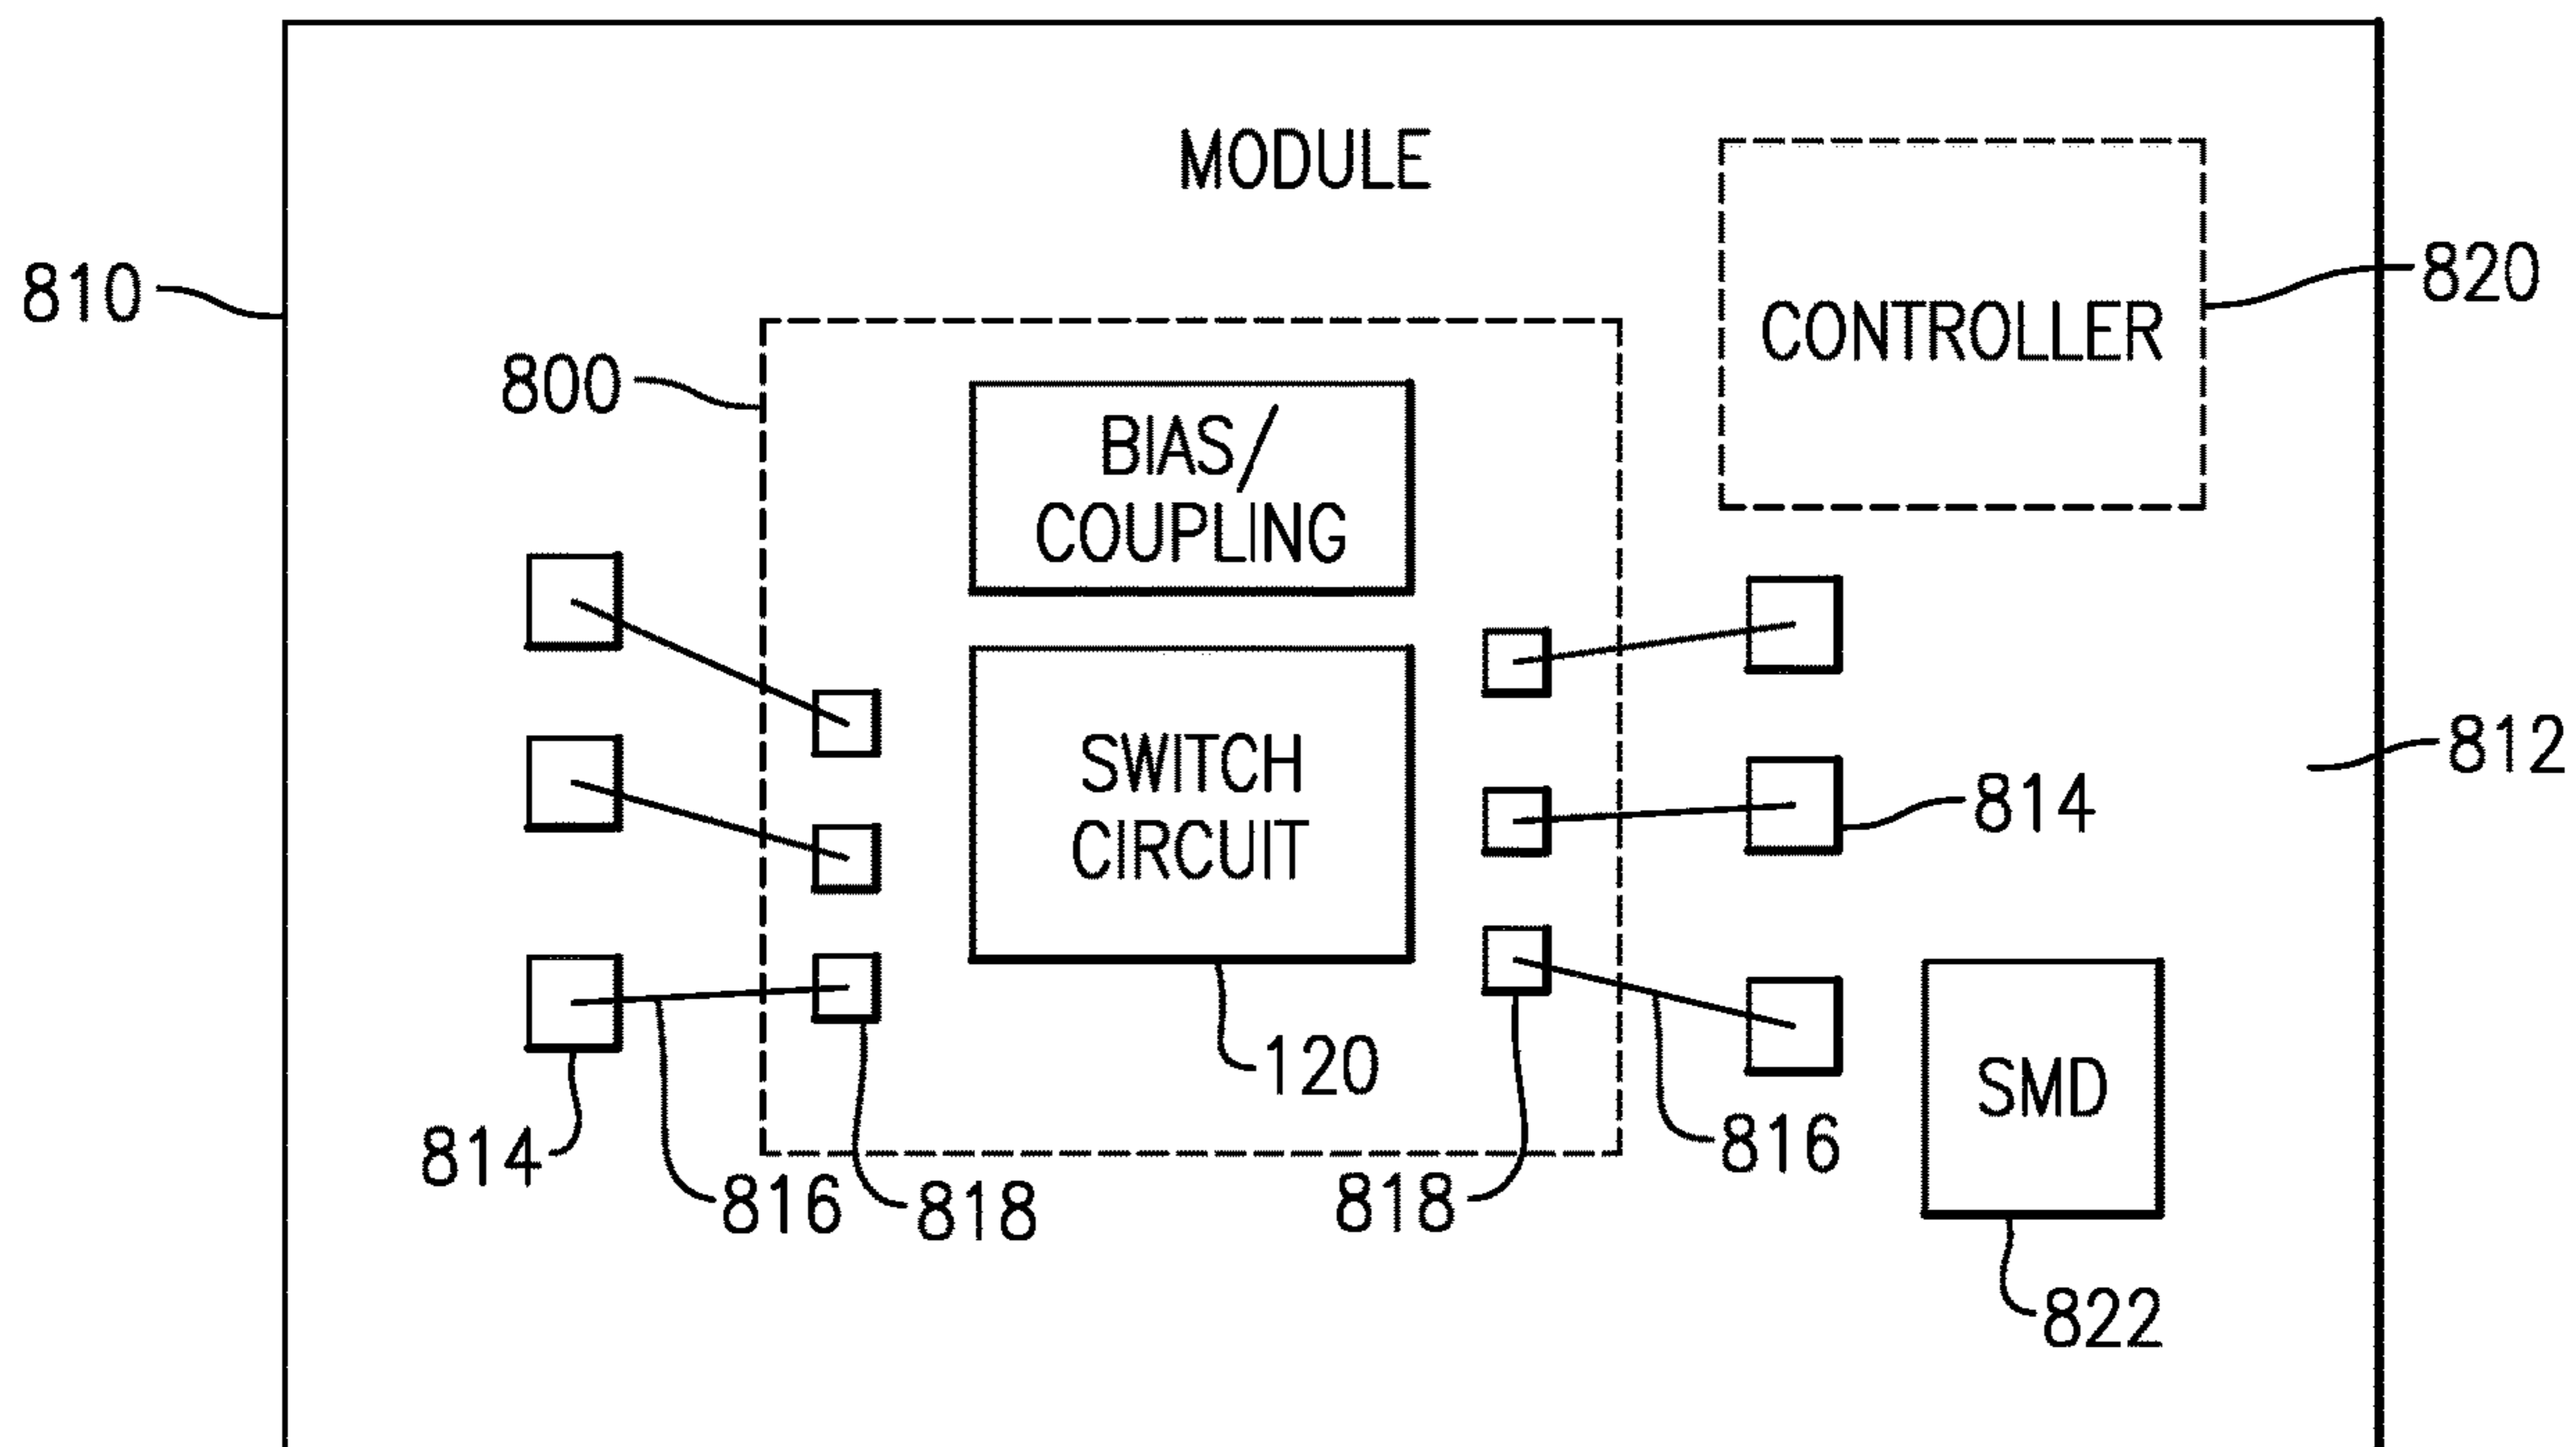 MODULE
810
820
CONTROLLER
800
BIAS/
COUPLING
812
SWITCH
CIRCUIT
814
120
SMD
814
816
818
818
816
822